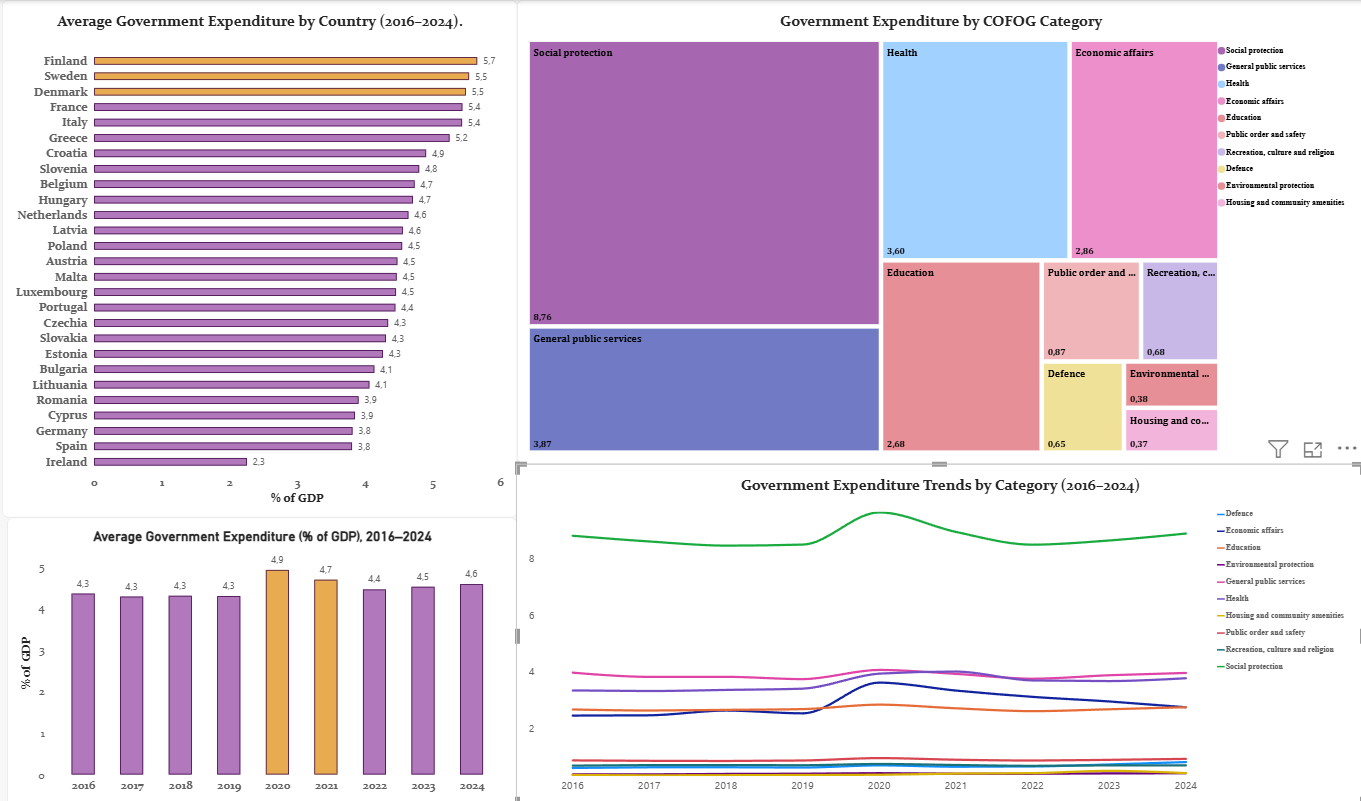 Average Government Expenditure by Country (2016–2024).
Finland 5,7
Sweden 5,5
Denmark 5,5
France 5,4
Italy 5,4
Greece 5,2
Croatia 4,9
Slovenia 4,8
Belgium 4,7
Hungary 4,7
Netherlands 4,6
Latvia 4,6
Poland 4,5
Austria 4,5
Malta 4,5
Luxembourg 4,5
Portugal 4,4
Czechia 4,3
Slovakia 4,3
Estonia 4,3
Bulgaria 4,1
Lithuania 4,1
Romania 3,9
Cyprus 3,9
Germany 3,8
Spain 3,8
Ireland 2,3
0 1 2 3 4 5 6
% of GDP
Government Expenditure by COFOG Category
Social protection
8,76
General public services
3,87
Health
3,60
Economic affairs
2,86
Education
2,68
Public order and ...
0,87
Recreation, c...
0,68
Defence
0,65
Environmental ...
0,38
Housing and co...
0,37
Social protection
General public services
Health
Economic affairs
Education
Public order and safety
Recreation, culture and religion
Defence
Environmental protection
Housing and community amenities
Average Government Expenditure (% of GDP), 2016–2024
% of GDP
5
4
3
2
1
0
4,3 4,3 4,3 4,3 4,9 4,7 4,4 4,5 4,6
2016 2017 2018 2019 2020 2021 2022 2023 2024
Government Expenditure Trends by Category (2016–2024)
8
6
4
2
2016 2017 2018 2019 2020 2021 2022 2023 2024
Defence
Economic affairs
Education
Environmental protection
General public services
Health
Housing and community amenities
Public order and safety
Recreation, culture and religion
Social protection